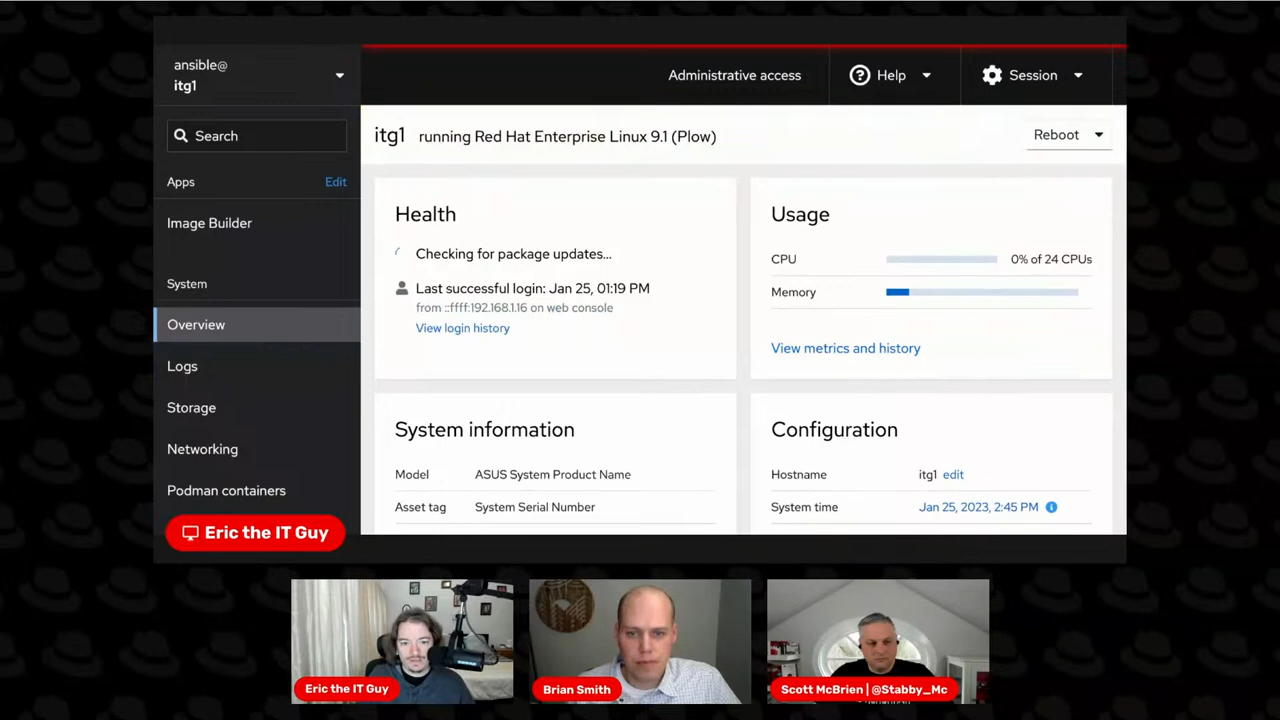 ansible@
itg1
Administrative access
Help
Session
Search
itg1 running Red Hat Enterprise Linux 9.1 (Plow)
Reboot
Apps
Edit
Image Builder
System
Overview
Logs
Storage
Networking
Podman containers
Health
Checking for package updates...
Last successful login: Jan 25, 01:19 PM
from ::ffff:192.168.1.16 on web console
View login history
Usage
CPU 0% of 24 CPUs
Memory
View metrics and history
System information
Model ASUS System Product Name
Asset tag System Serial Number
Configuration
Hostname itg1 edit
System time Jan 25, 2023, 2:45 PM
Eric the IT Guy
Eric the IT Guy
Brian Smith
Scott McBrien | @Stabby_Mc